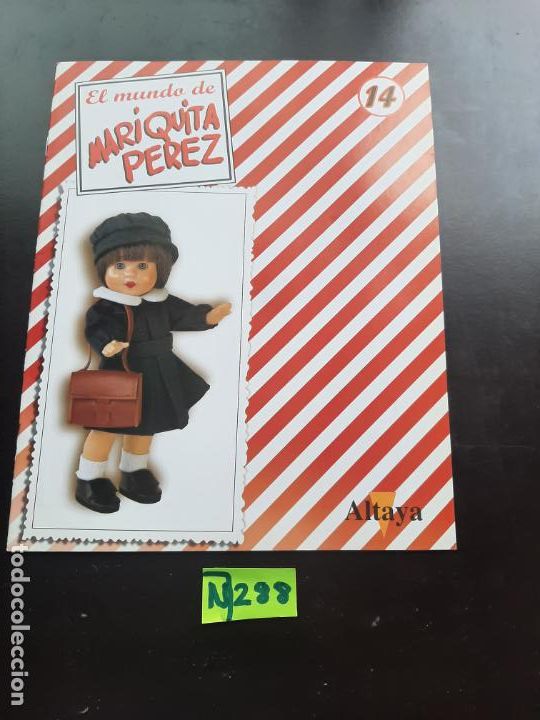 El mundo de
MARIQUITA
PEREZ
14
Altaya
N288
todocoleccion